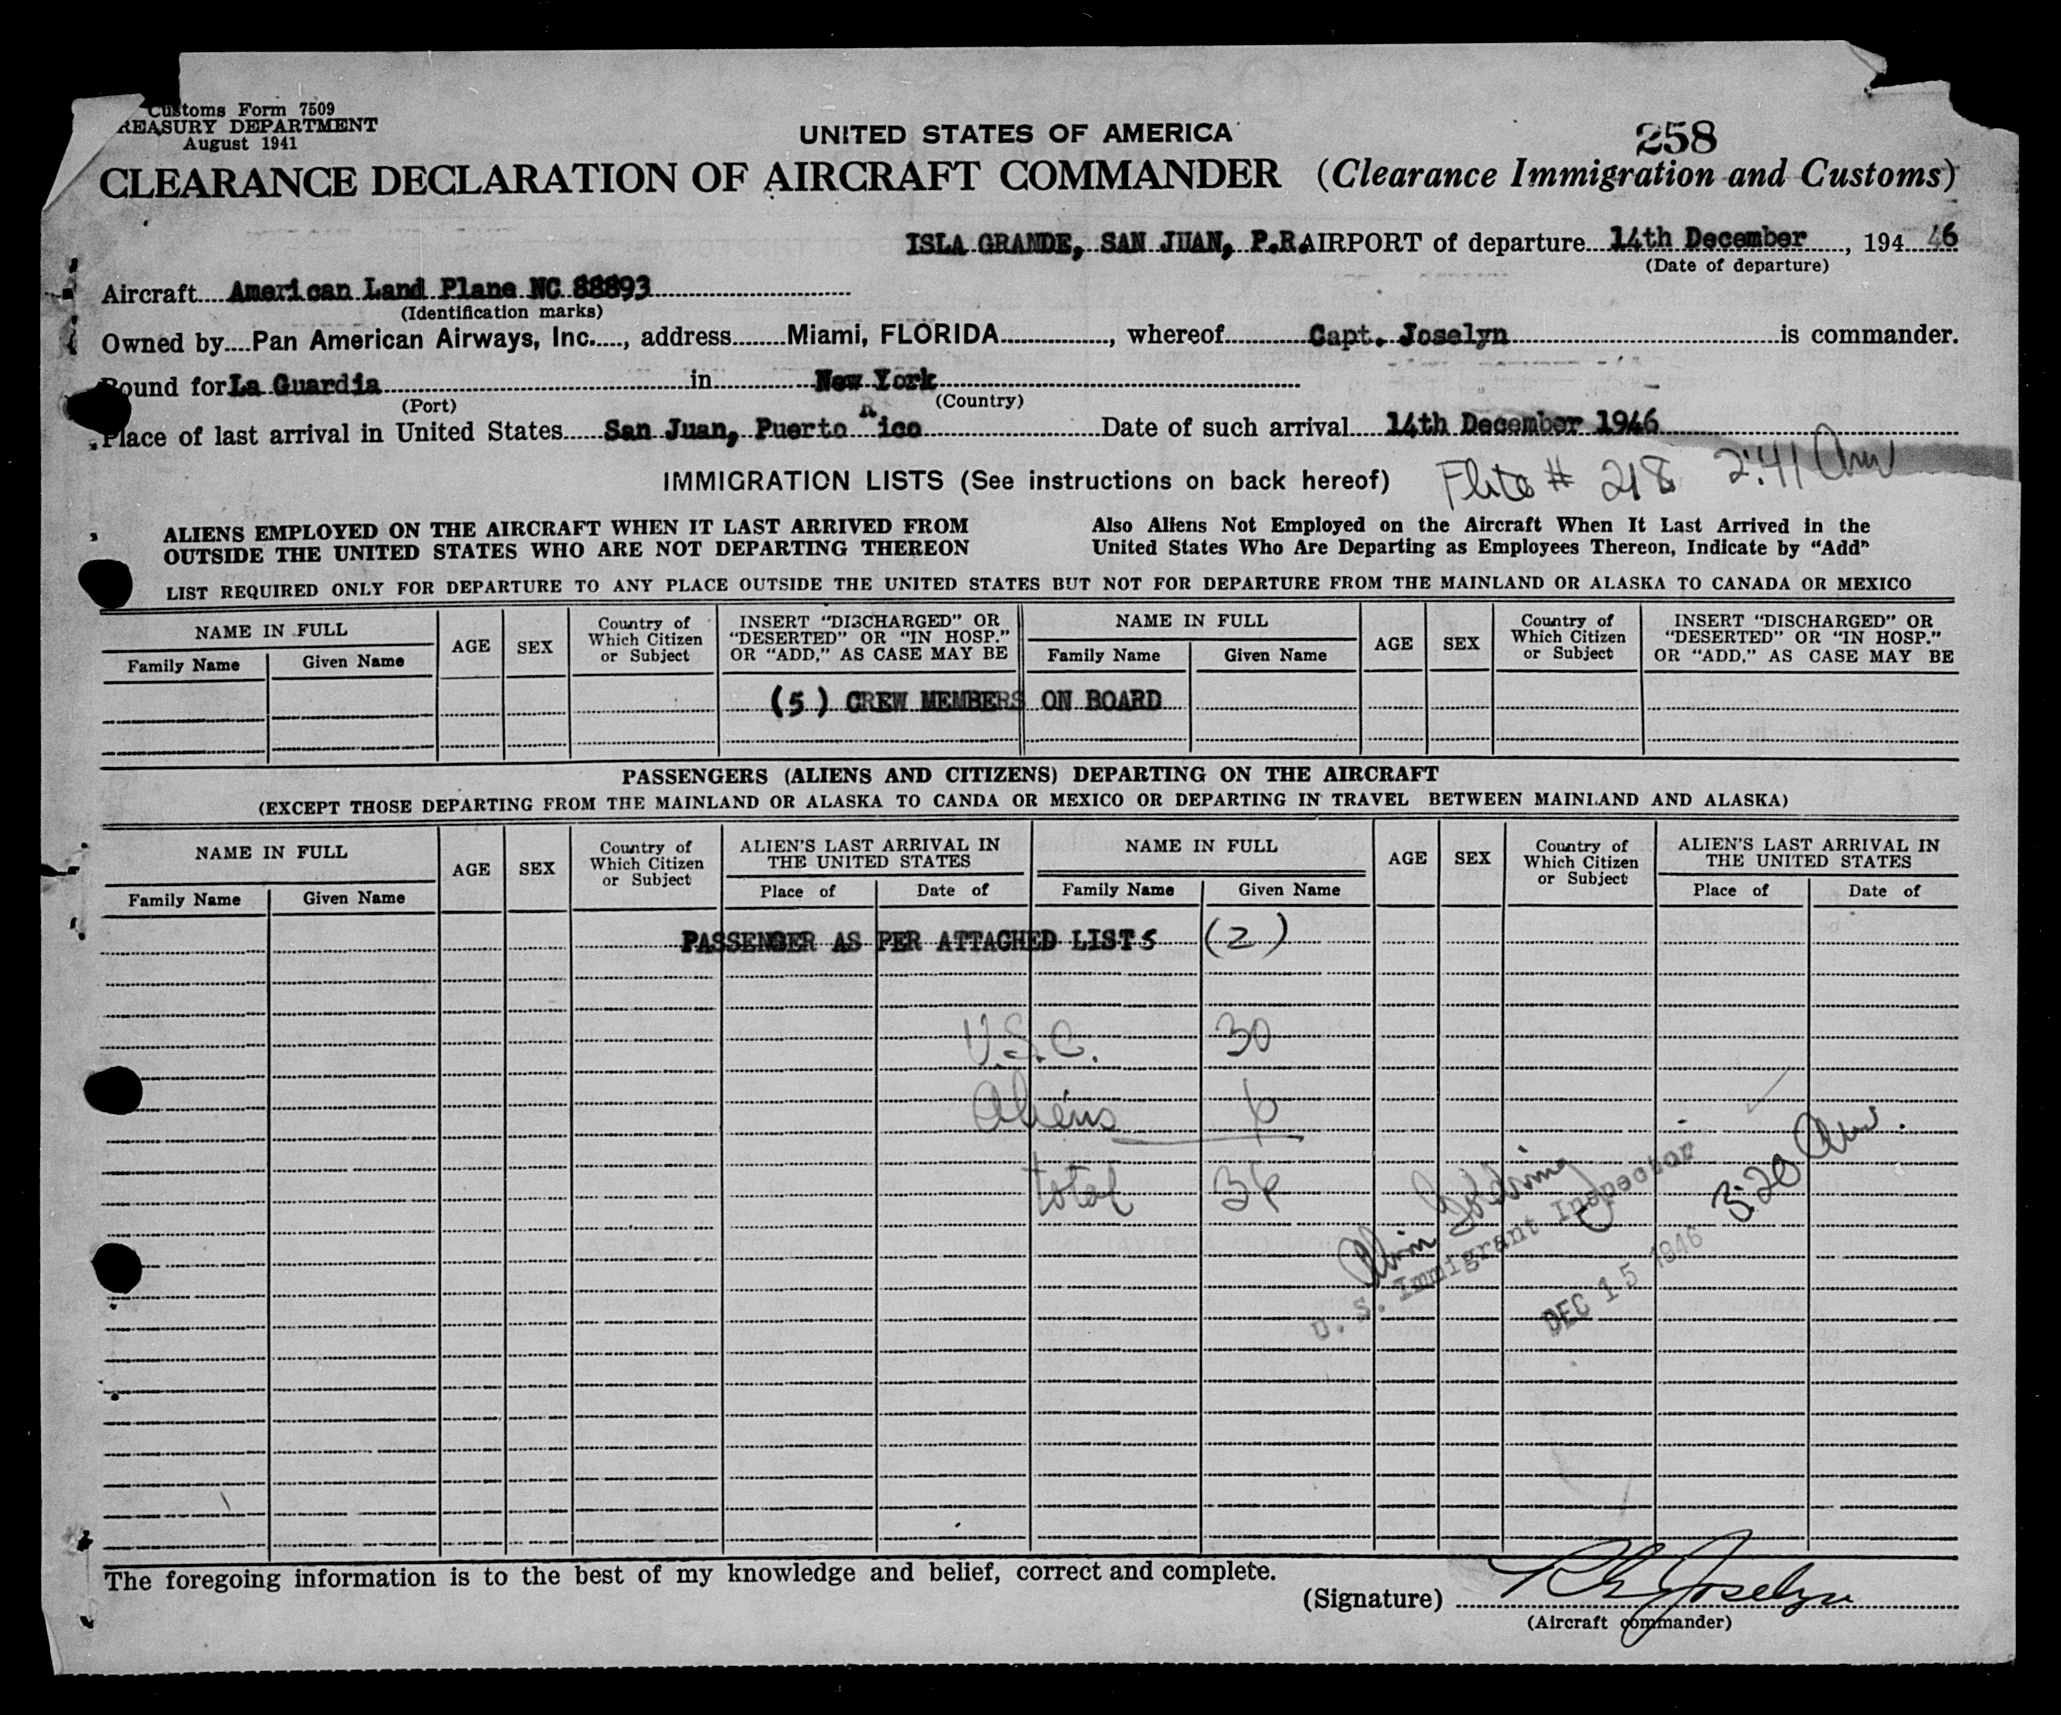 Customs Form 7509
TREASURY DEPARTMENT
August 1941
UNITED STATES OF AMERICA
258
CLEARANCE DECLARATION OF AIRCRAFT COMMANDER (Clearance Immigration and Customs)
ISLA GRANDE, SAN JUAN, P.R. AIRPORT of departure 14th December, 194 46
(Date of departure)
Aircraft American Land Plane NC 88893
(Identification marks)
Owned by Pan American Airways, Inc., address Miami, FLORIDA, whereof Capt. Joselyn is commander.
Bound for La Guardia in New York
(Port) (Country)
Place of last arrival in United States San Juan, Puerto Rico Date of such arrival 14th December 1946
IMMIGRATION LISTS (See instructions on back hereof) Flite # 218 2:41 Am
ALIENS EMPLOYED ON THE AIRCRAFT WHEN IT LAST ARRIVED FROM
OUTSIDE THE UNITED STATES WHO ARE NOT DEPARTING THEREON
Also Aliens Not Employed on the Aircraft When It Last Arrived in the
United States Who Are Departing as Employees Thereon, Indicate by "Add"
LIST REQUIRED ONLY FOR DEPARTURE TO ANY PLACE OUTSIDE THE UNITED STATES BUT NOT FOR DEPARTURE FROM THE MAINLAND OR ALASKA TO CANADA OR MEXICO
NAME IN FULL
Family Name Given Name
AGE
SEX
Country of
Which Citizen
or Subject
INSERT "DISCHARGED" OR
"DESERTED" OR "IN HOSP."
OR "ADD," AS CASE MAY BE
NAME IN FULL
Family Name Given Name
AGE
SEX
Country of
Which Citizen
or Subject
INSERT "DISCHARGED" OR
"DESERTED" OR "IN HOSP."
OR "ADD," AS CASE MAY BE
(5) CREW MEMBERS ON BOARD
PASSENGERS (ALIENS AND CITIZENS) DEPARTING ON THE AIRCRAFT
(EXCEPT THOSE DEPARTING FROM THE MAINLAND OR ALASKA TO CANDA OR MEXICO OR DEPARTING IN TRAVEL BETWEEN MAINLAND AND ALASKA)
NAME IN FULL
Family Name Given Name
AGE
SEX
Country of
Which Citizen
or Subject
ALIEN'S LAST ARRIVAL IN
THE UNITED STATES
Place of Date of
NAME IN FULL
Family Name Given Name
AGE
SEX
Country of
Which Citizen
or Subject
ALIEN'S LAST ARRIVAL IN
THE UNITED STATES
Place of Date of
PASSENGER AS PER ATTACHED LISTS (2)
U.S.C. 30
Aliens 6
total 36
U. S. Immigrant Inspector
3:20 Am.
DEC 15 1946
The foregoing information is to the best of my knowledge and belief, correct and complete.
(Signature) Joselyn
(Aircraft commander)